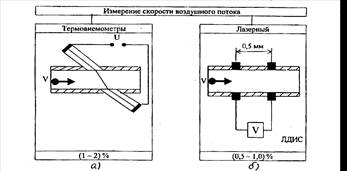 Измерение скорости воздушного потока
Термоанемометры
Лазерный
U
0,5 мм
V
V
V
ЛДИС
(1 – 2) %
(0,5 – 1,0) %
а)
б)